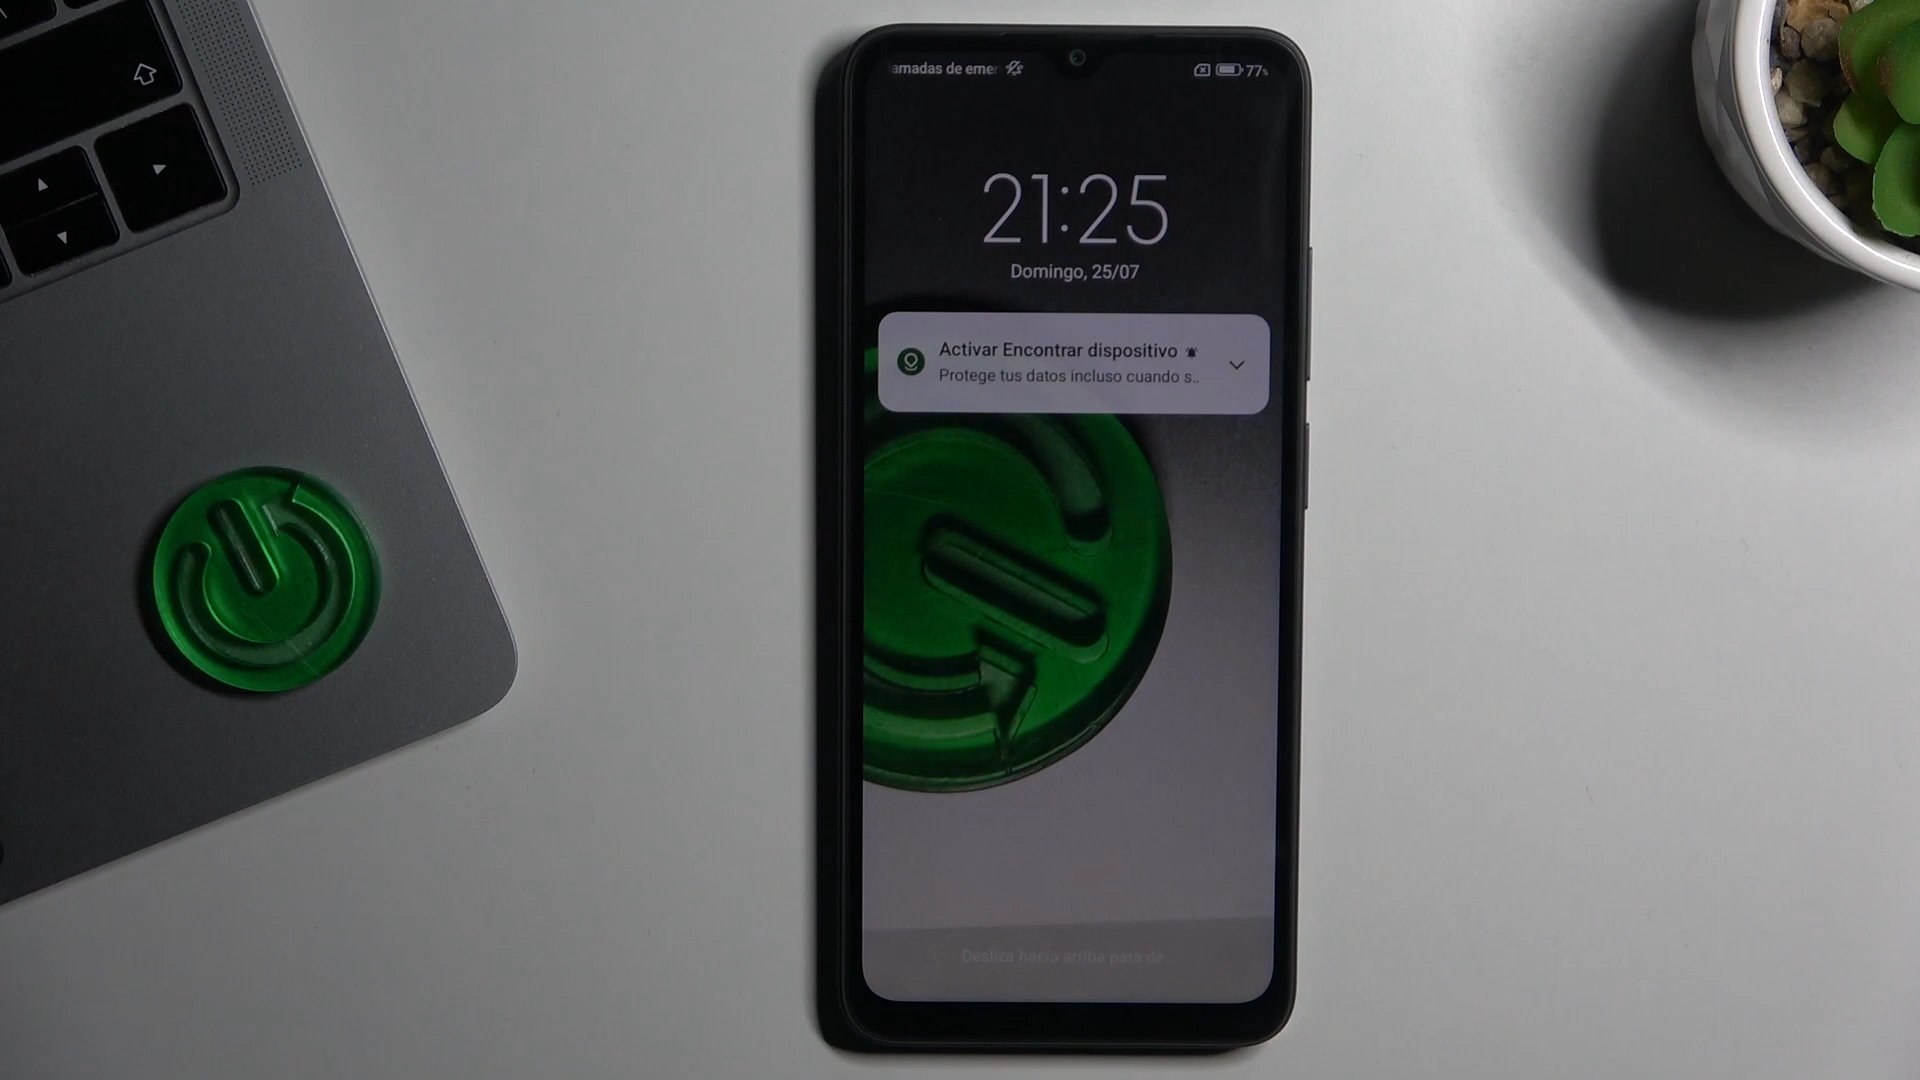 lamadas de emer 77%
21:25
Domingo, 25/07
Activar Encontrar dispositivo
Protege tus datos incluso cuando s..
Desliza hacia arriba para de...